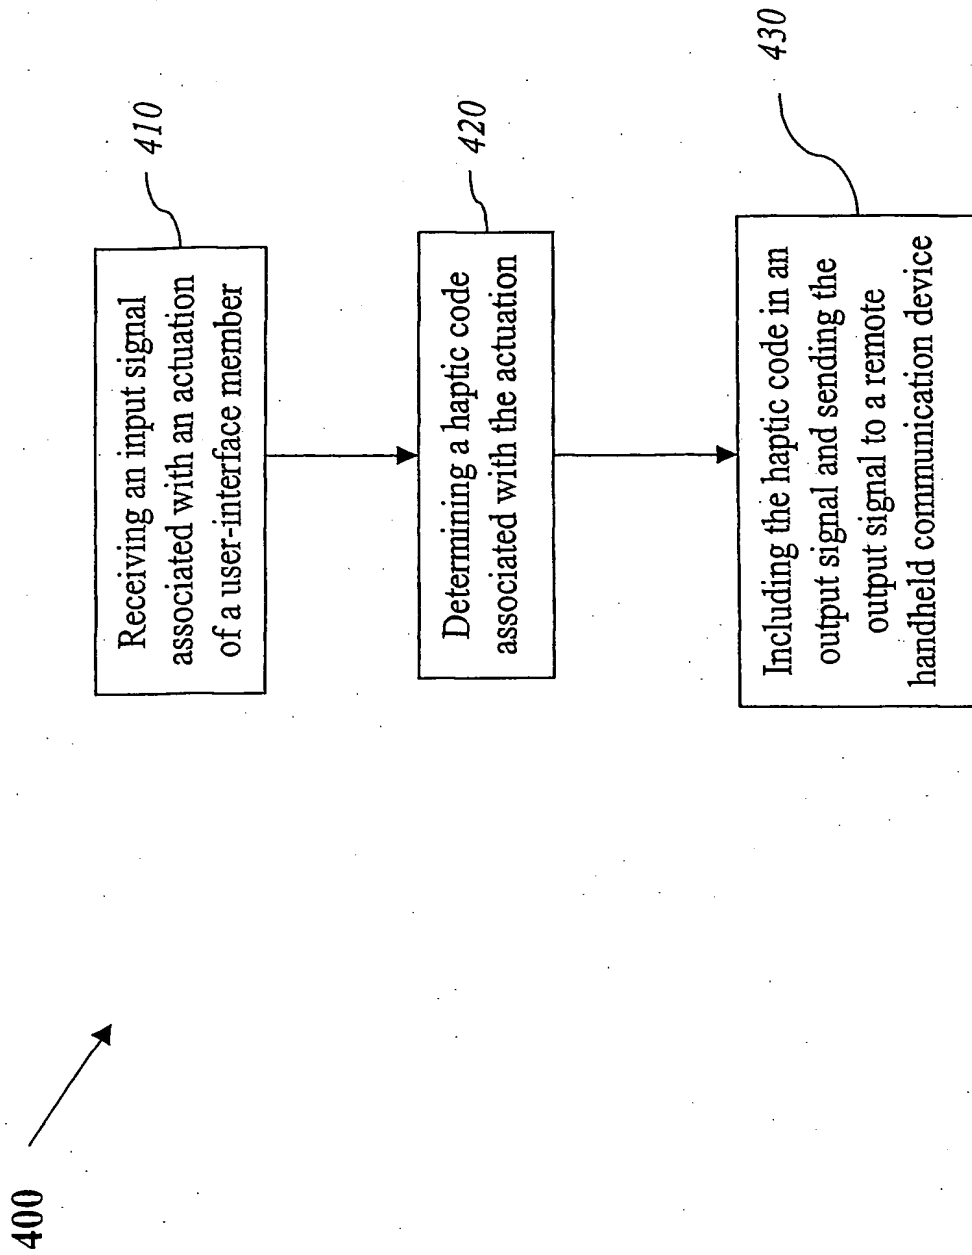 400
Receiving an input signal
associated with an actuation
of a user-interface member
410
Determining a haptic code
associated with the actuation
420
Including the haptic code in an
output signal and sending the
output signal to a remote
handheld communication device
430